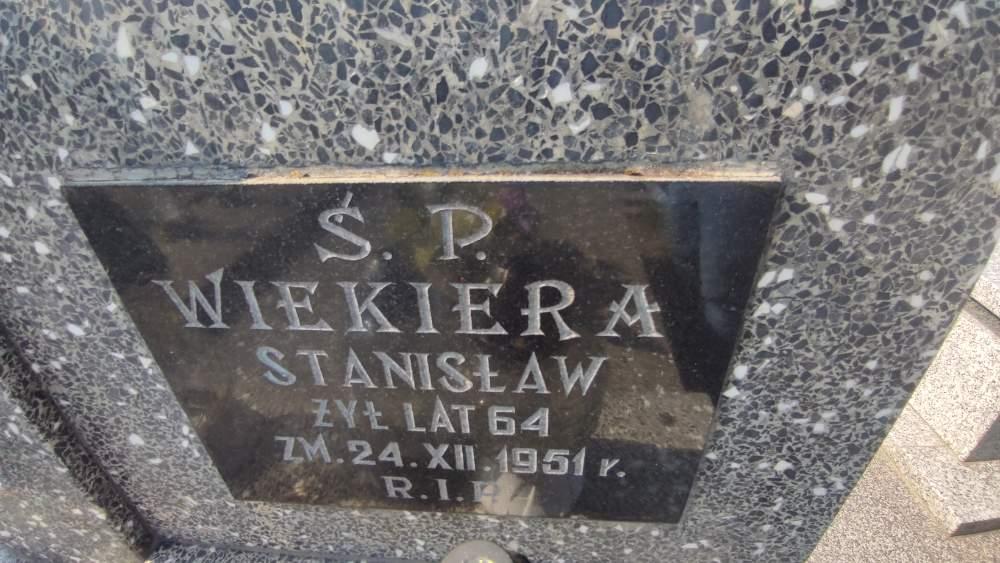 Ś. P.
WIEKIERA
STANISŁAW
ŻYŁ LAT 64
ZM. 24. XII. 1951 r.
R.I.P.